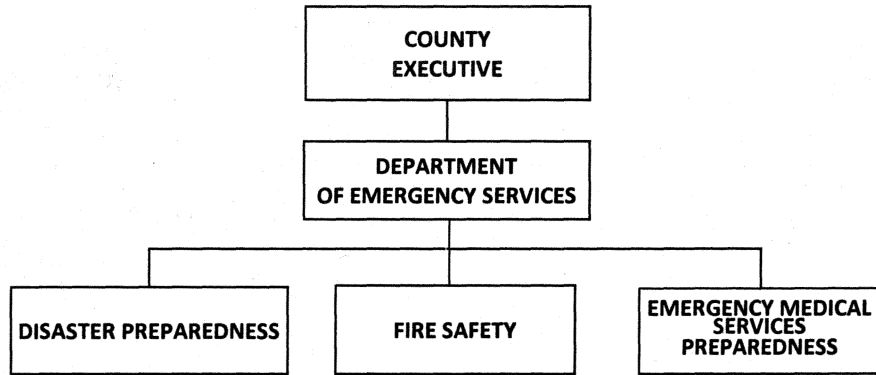 COUNTY
EXECUTIVE
DEPARTMENT
OF EMERGENCY SERVICES
DISASTER PREPAREDNESS
FIRE SAFETY
EMERGENCY MEDICAL
SERVICES
PREPAREDNESS